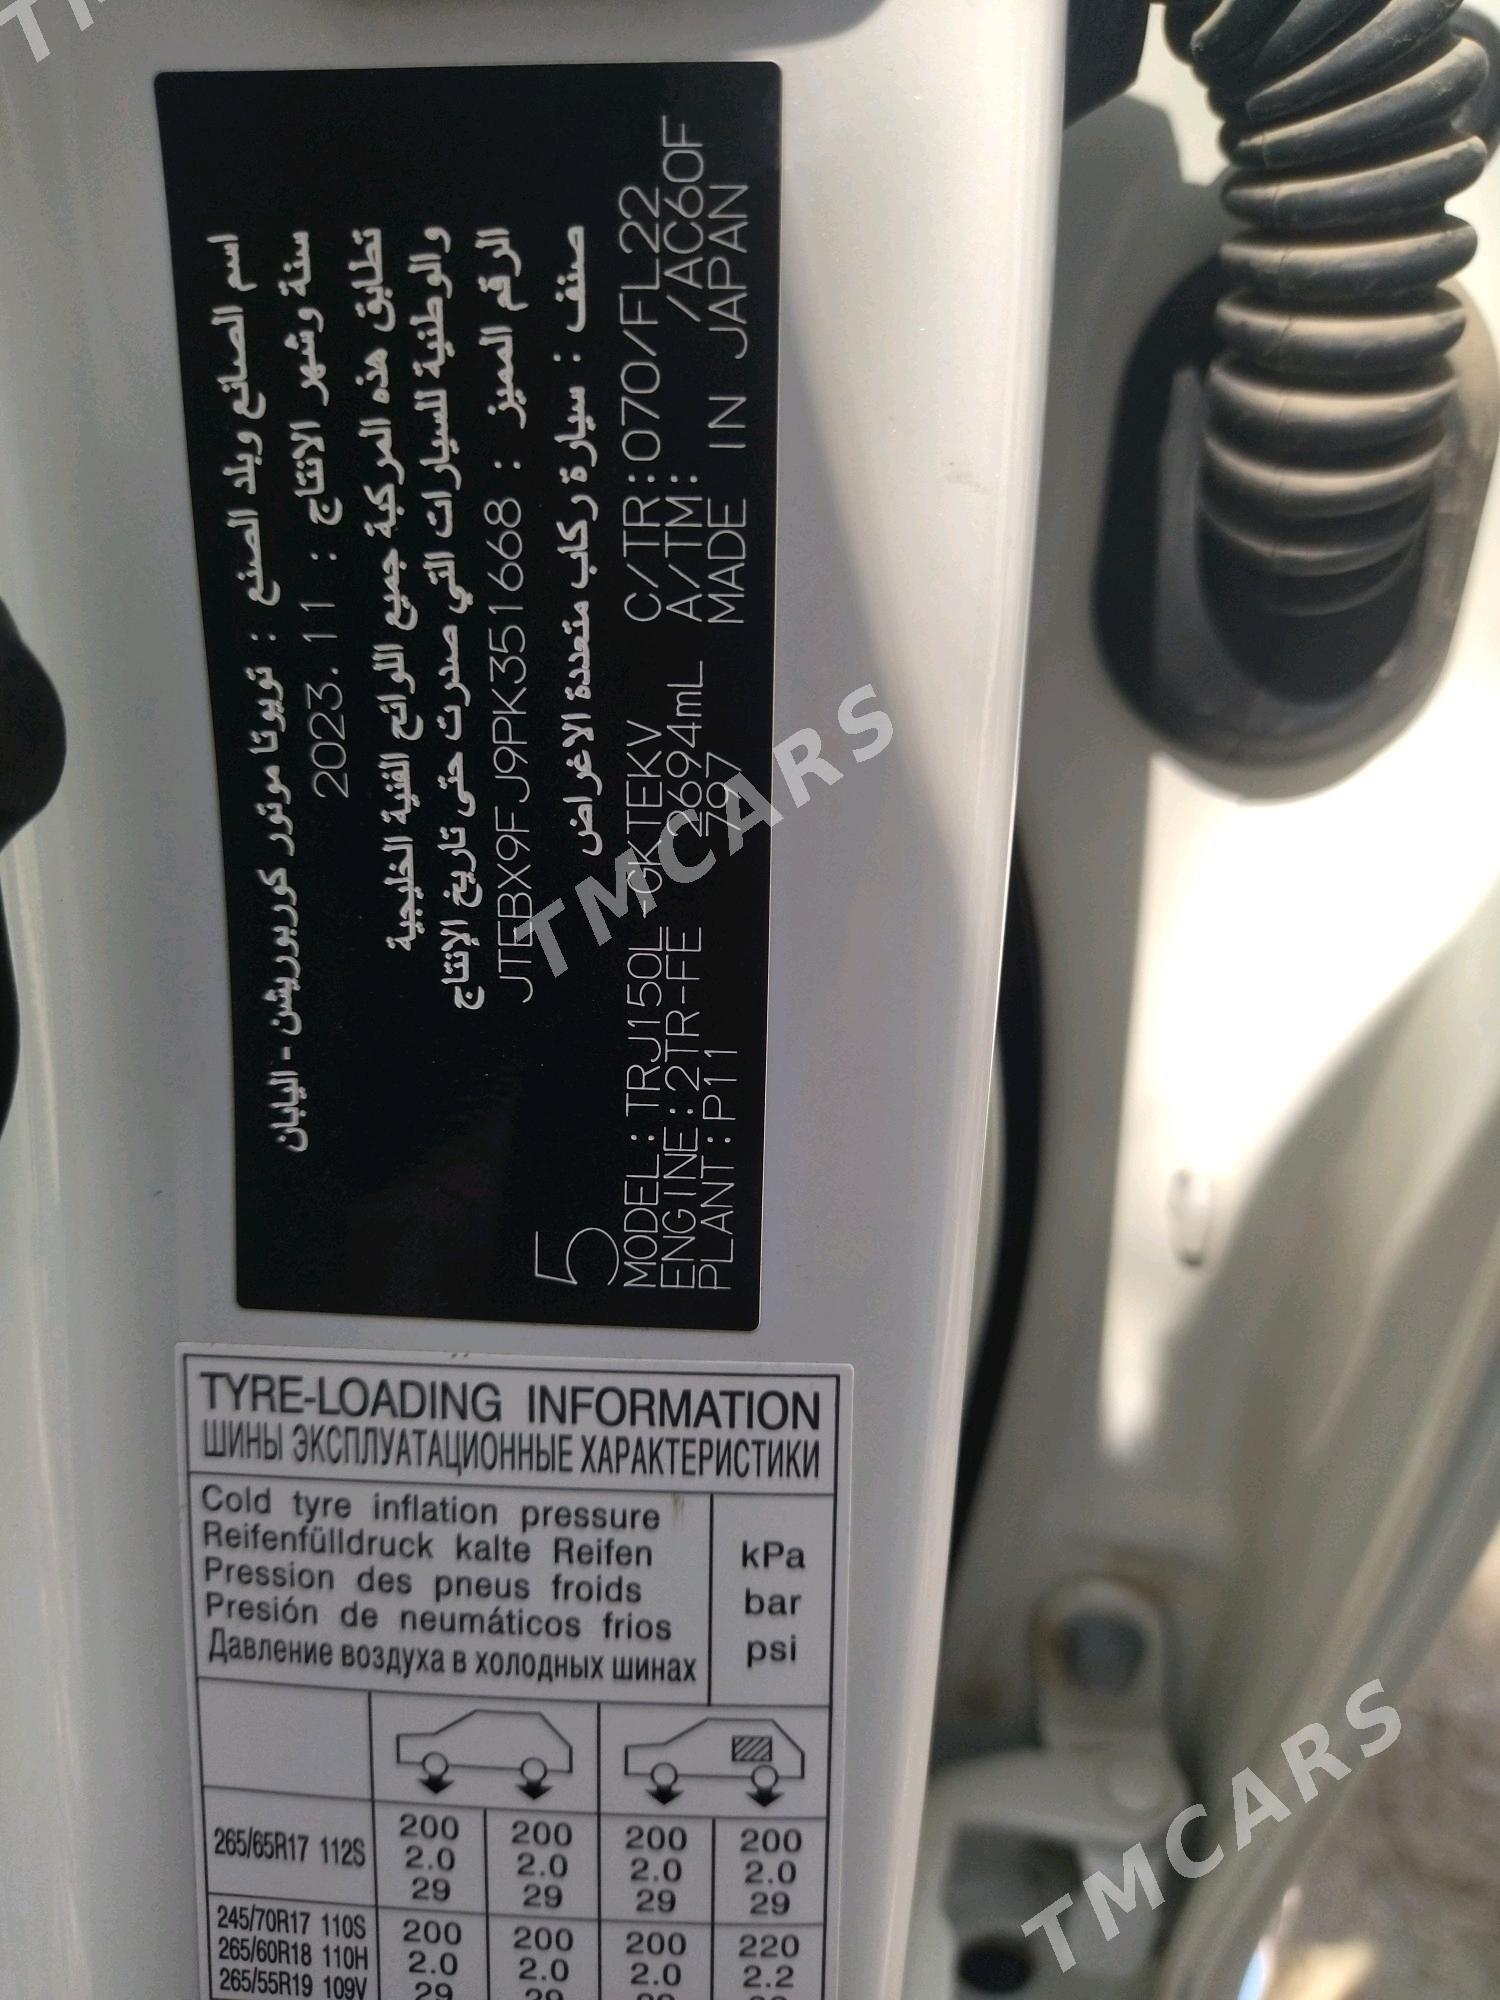 اسم الصانع وبلد الصنع : تويوتا موتور كوربوريشن - اليابان
سنة وشهر الانتاج : 2023.11
تطابق هذه المركبة جميع اللوائح الفنية الخليجية
والوطنية للسيارات التي صدرت حتى تاريخ الإنتاج
الرقم المميز : JTEBX9FJ9PK351668
صنف : سيارة ركاب متعددة الاغراض
5
MODEL:TRJ150L-GKTEKV C/TR:070/FL22
ENGINE:2TR-FE 2694mL A/TM: /AC60F
PLANT:P11 797 MADE IN JAPAN
TYRE-LOADING INFORMATION
ШИНЫ ЭКСПЛУАТАЦИОННЫЕ ХАРАКТЕРИСТИКИ
Cold tyre inflation pressure
Reifenfülldruck kalte Reifen
Pression des pneus froids
Presión de neumáticos frios
Давление воздуха в холодных шинах
kPa
bar
psi
265/65R17 112S
200 200 200 200
2.0 2.0 2.0 2.0
29 29 29 29
245/70R17 110S
265/60R18 110H
265/55R19 109V
200 200 200 220
2.0 2.0 2.0 2.2
29 29
TMCARS
TMCARS